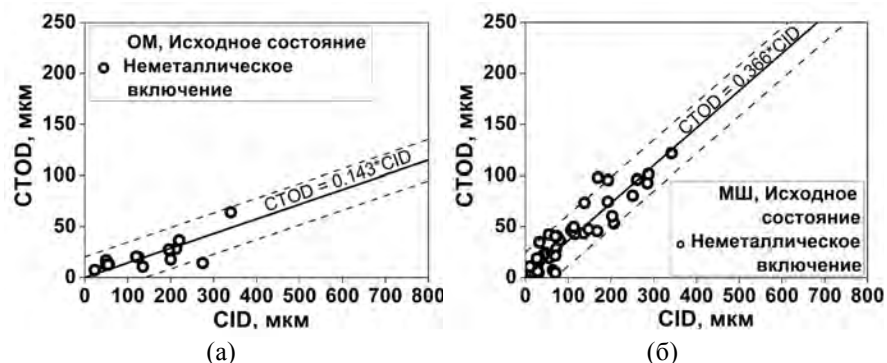 250
200
150
100
50
0
CTOD, мкм
ОМ, Исходное состояние
Неметаллическое
включение
CTOD = 0.143*CID
0 100 200 300 400 500 600 700 800
CID, мкм
(а)
250
200
150
100
50
0
CTOD, мкм
CTOD = 0.366*CID
МШ, Исходное
состояние
Неметаллическое
включение
0 100 200 300 400 500 600 700 800
CID, мкм
(б)